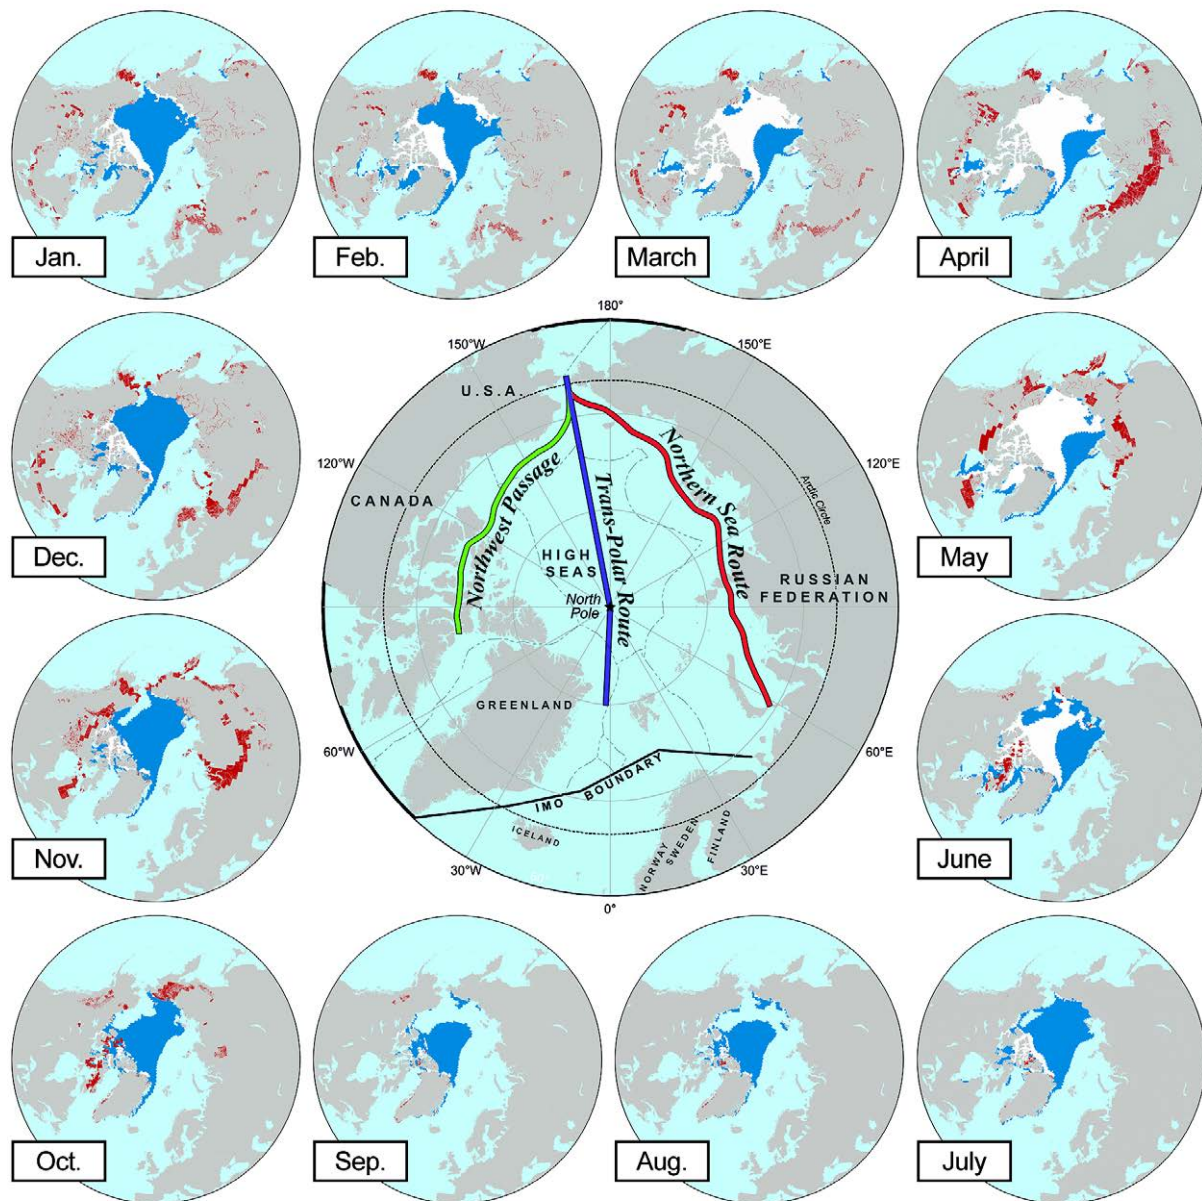 Jan.
Feb.
March
April
180°
150°W
150°E
U.S.A.
120°W
120°E
CANADA
Northwest Passage
Trans-Polar Route
Northern Sea Route
Arctic Circle
HIGH
SEAS
North
Pole
RUSSIAN
FEDERATION
GREENLAND
60°W
60°E
IMO BOUNDARY
ICELAND
NORWAY
SWEDEN
FINLAND
30°W
30°E
0°
Dec.
May
Nov.
June
Oct.
Sep.
Aug.
July